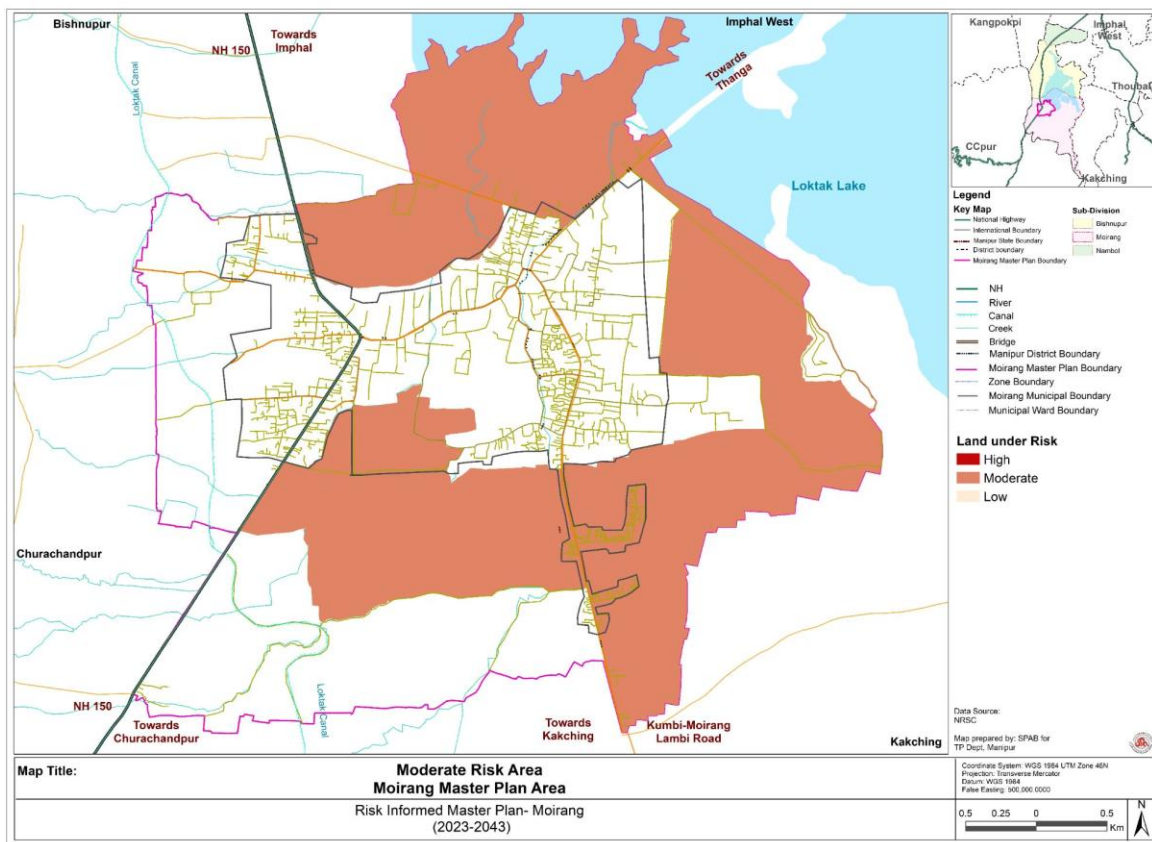 Bishnupur
NH 150
Towards
Imphal
Imphal West
Towards
Thanga
Loktak Canal
Loktak Lake
Churachandpur
NH 150
Towards
Churachandpur
Loktak Canal
Towards
Kakching
Kumbi-Moirang
Lambi Road
Kakching
Kangpokpi
Imphal
West
Thoubal
CCpur
Kakching
Legend
Key Map
National Highway
International Boundary
Manipur State Boundary
District boundary
Moirang Master Plan Boundary
Sub-Division
Bishnupur
Moirang
Nambol
NH
River
Canal
Creek
Bridge
Manipur District Boundary
Moirang Master Plan Boundary
Zone Boundary
Moirang Municipal Boundary
Municipal Ward Boundary
Land under Risk
High
Moderate
Low
Data Source:
NRSC
Map prepared by: SPAB for
TP Dept, Manipur
Map Title:
Moderate Risk Area
Moirang Master Plan Area
Risk Informed Master Plan- Moirang
(2023-2043)
Coordinate System: WGS 1984 UTM Zone 46N
Projection: Transverse Mercator
Datum: WGS 1984
False Easting: 500,000.0000
0.5 0.25 0 0.5
Km
N